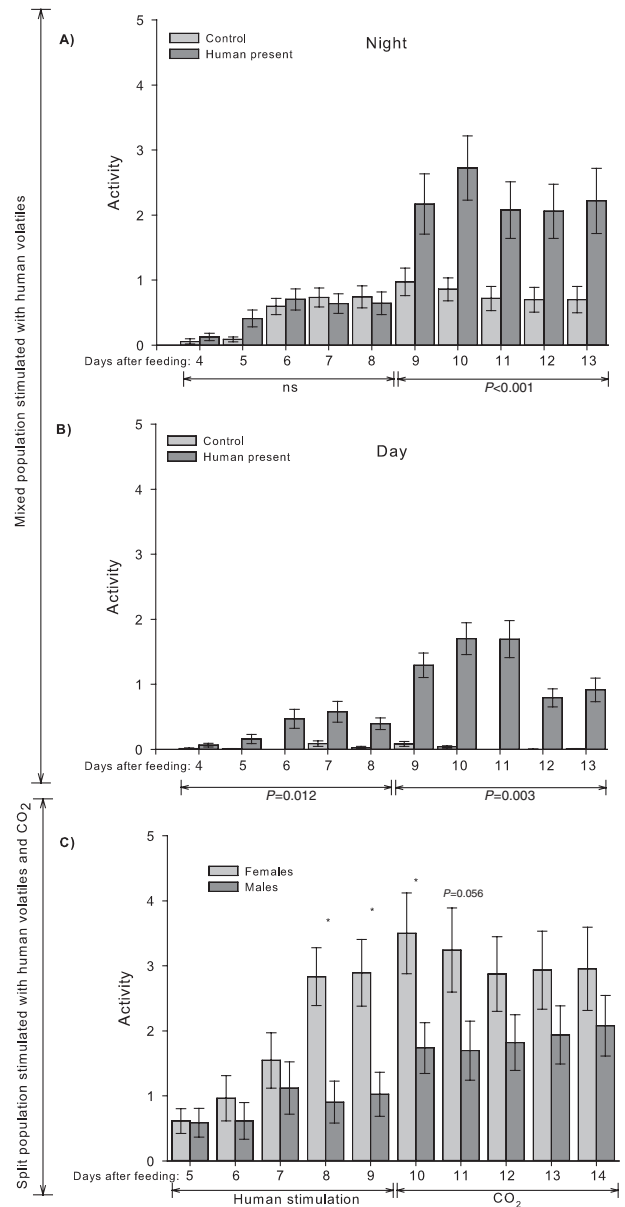 Mixed population stimulated with human volatiles
A)
Night
Control
Human present
Activity
5
4
3
2
1
0
Days after feeding: 4 5 6 7 8 9 10 11 12 13
ns P<0.001
B)
Day
Control
Human present
Activity
5
4
3
2
1
0
Days after feeding: 4 5 6 7 8 9 10 11 12 13
P=0.012 P=0.003
Split population stimulated with human volatiles and CO2
C)
Females
Males
* * * P=0.056
Activity
5
4
3
2
1
0
Days after feeding: 5 6 7 8 9 10 11 12 13 14
Human stimulation CO2